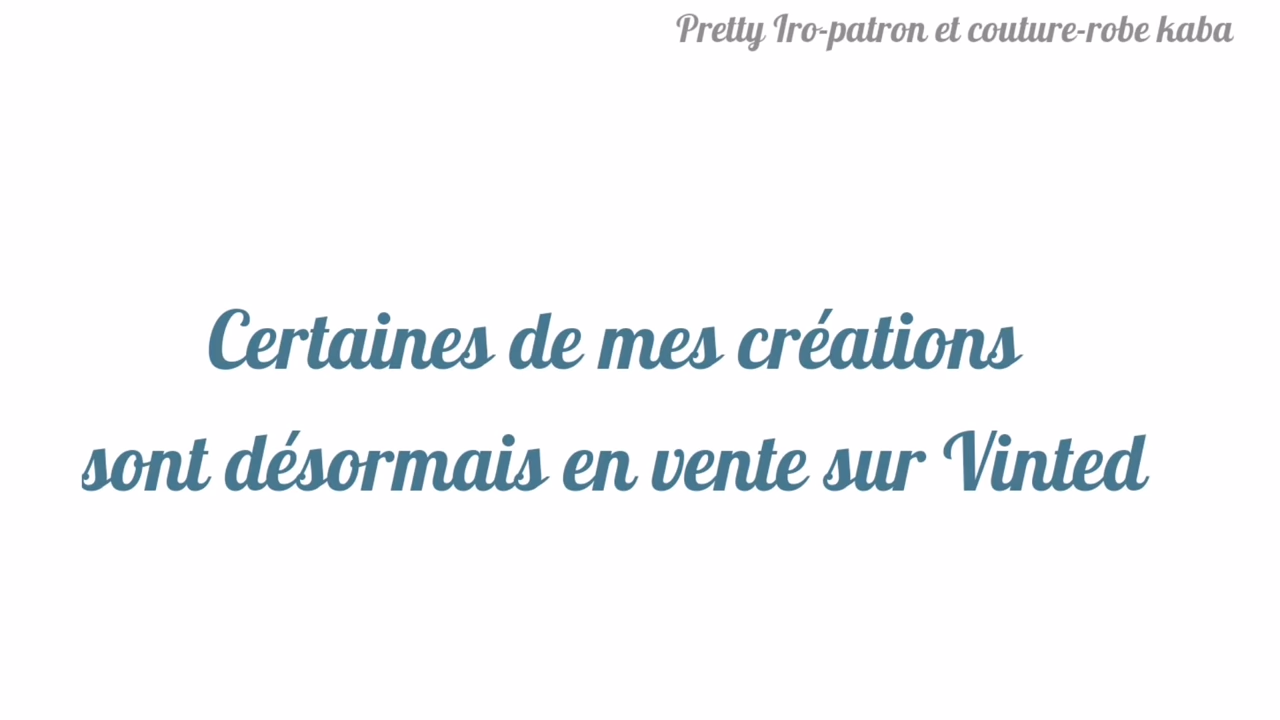 Pretty Iro-patron et couture-robe kaba
Certaines de mes créations
sont désormais en vente sur Vinted